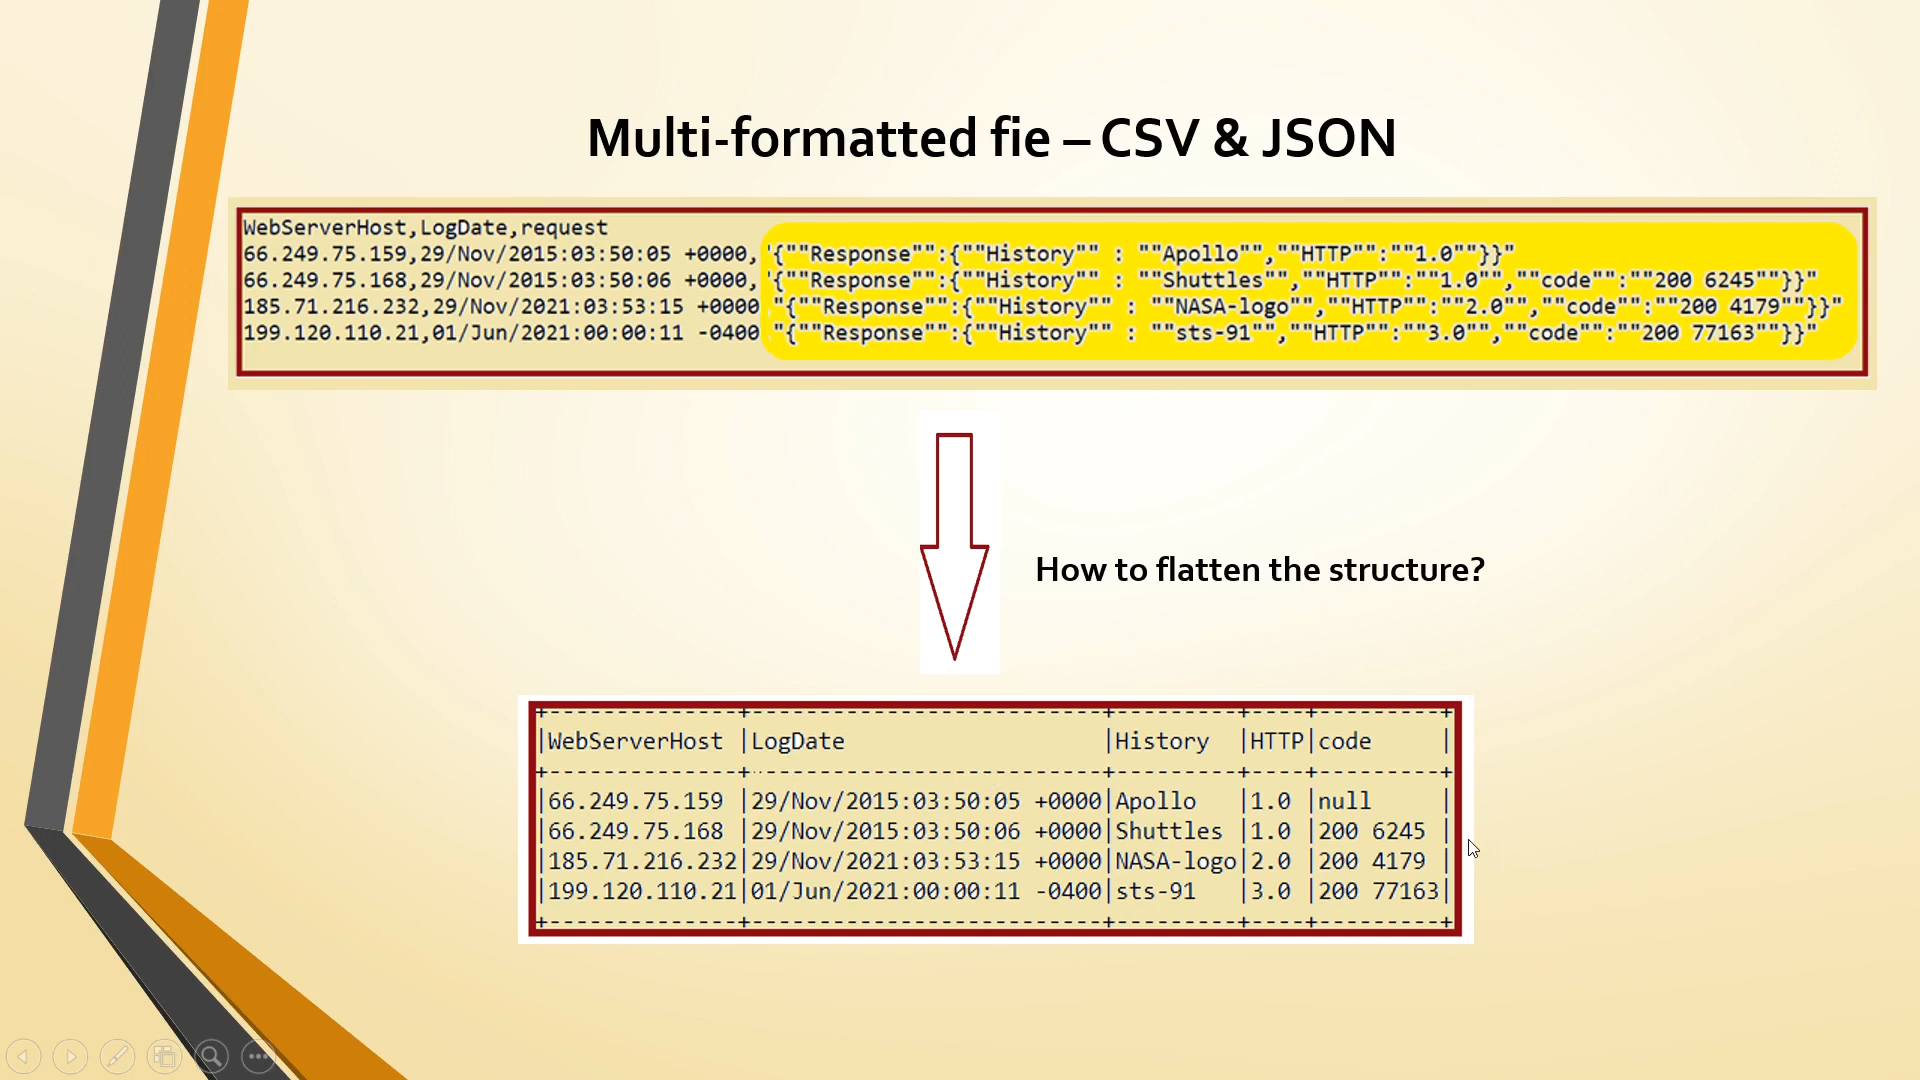 Multi-formatted fie – CSV & JSON
WebServerHost,LogDate,request
66.249.75.159,29/Nov/2015:03:50:05 +0000, "{""Response"":{""History"" : ""Apollo"",""HTTP"":""1.0""}}"
66.249.75.168,29/Nov/2015:03:50:06 +0000, "{""Response"":{""History"" : ""Shuttles"",""HTTP"":""1.0"",""code"":""200 6245""}}"
185.71.216.232,29/Nov/2021:03:53:15 +0000 "{""Response"":{""History"" : ""NASA-logo"",""HTTP"":""2.0"",""code"":""200 4179""}}"
199.120.110.21,01/Jun/2021:00:00:11 -0400 "{""Response"":{""History"" : ""sts-91"",""HTTP"":""3.0"",""code"":""200 77163""}}"
How to flatten the structure?
+--------------+--------------------------+---------+----+---------+
|WebServerHost |LogDate                   |History  |HTTP|code     |
+--------------+--------------------------+---------+----+---------+
|66.249.75.159 |29/Nov/2015:03:50:05 +0000|Apollo   |1.0 |null     |
|66.249.75.168 |29/Nov/2015:03:50:06 +0000|Shuttles |1.0 |200 6245 |
|185.71.216.232|29/Nov/2021:03:53:15 +0000|NASA-logo|2.0 |200 4179 |
|199.120.110.21|01/Jun/2021:00:00:11 -0400|sts-91   |3.0 |200 77163|
+--------------+--------------------------+---------+----+---------+